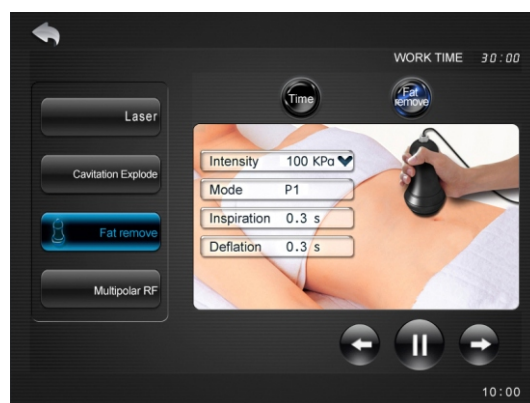 WORK TIME 30:00
Time
Fat
remove
Laser
Cavitation Explode
Fat remove
Multipolar RF
Intensity 100 KPa
Mode P1
Inspiration 0.3 s
Deflation 0.3 s
10:00